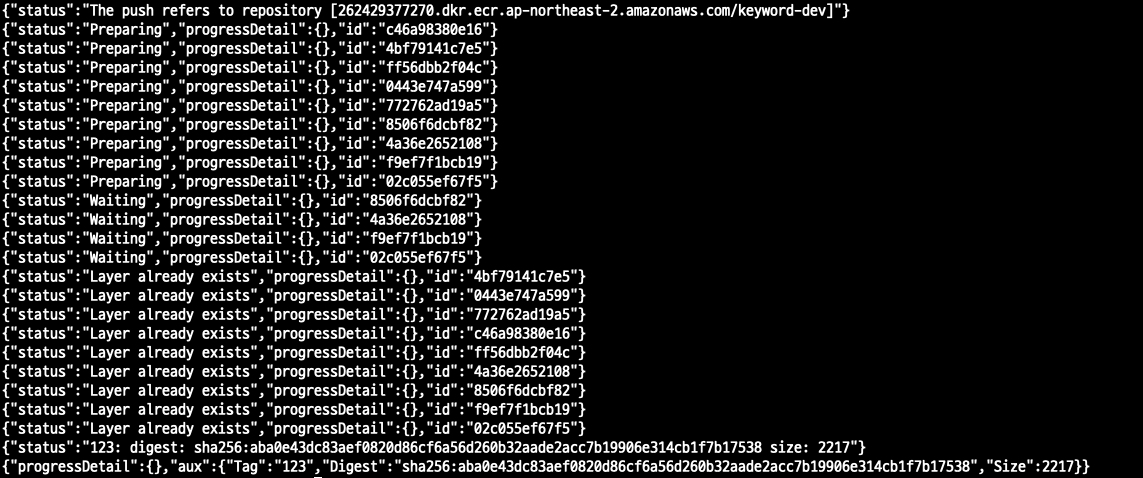 {"status":"The push refers to repository [262429377270.dkr.ecr.ap-northeast-2.amazonaws.com/keyword-dev]"}
{"status":"Preparing","progressDetail":{},"id":"c46a98380e16"}
{"status":"Preparing","progressDetail":{},"id":"4bf79141c7e5"}
{"status":"Preparing","progressDetail":{},"id":"ff56dbb2f04c"}
{"status":"Preparing","progressDetail":{},"id":"0443e747a599"}
{"status":"Preparing","progressDetail":{},"id":"772762ad19a5"}
{"status":"Preparing","progressDetail":{},"id":"8506f6dcbf82"}
{"status":"Preparing","progressDetail":{},"id":"4a36e2652108"}
{"status":"Preparing","progressDetail":{},"id":"f9ef7f1bcb19"}
{"status":"Preparing","progressDetail":{},"id":"02c055ef67f5"}
{"status":"Waiting","progressDetail":{},"id":"8506f6dcbf82"}
{"status":"Waiting","progressDetail":{},"id":"4a36e2652108"}
{"status":"Waiting","progressDetail":{},"id":"f9ef7f1bcb19"}
{"status":"Waiting","progressDetail":{},"id":"02c055ef67f5"}
{"status":"Layer already exists","progressDetail":{},"id":"4bf79141c7e5"}
{"status":"Layer already exists","progressDetail":{},"id":"0443e747a599"}
{"status":"Layer already exists","progressDetail":{},"id":"772762ad19a5"}
{"status":"Layer already exists","progressDetail":{},"id":"c46a98380e16"}
{"status":"Layer already exists","progressDetail":{},"id":"ff56dbb2f04c"}
{"status":"Layer already exists","progressDetail":{},"id":"4a36e2652108"}
{"status":"Layer already exists","progressDetail":{},"id":"8506f6dcbf82"}
{"status":"Layer already exists","progressDetail":{},"id":"f9ef7f1bcb19"}
{"status":"Layer already exists","progressDetail":{},"id":"02c055ef67f5"}
{"status":"123: digest: sha256:aba0e43dc83aef0820d86cf6a56d260b32aade2acc7b19906e314cb1f7b17538 size: 2217"}
{"progressDetail":{},"aux":{"Tag":"123","Digest":"sha256:aba0e43dc83aef0820d86cf6a56d260b32aade2acc7b19906e314cb1f7b17538","Size":2217}}